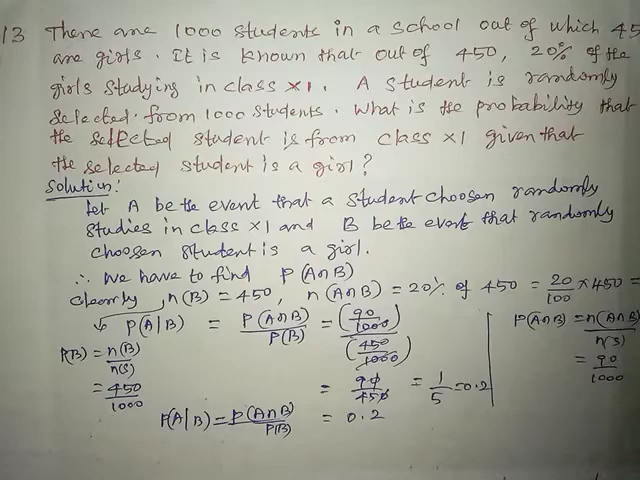 13 There are 1000 students in a school out of which 45
are girls. It is known that out of 450, 20% of the
girls studying in class x1. A student is randomly
selected from 1000 students. What is the probability that
the selected student is from class x1 given that
the selected student is a girl?
Solution:
Let A be the event that a student choosen randomly
studies in class x1 and B be the event that randomly
choosen student is a girl.
∴ We have to find P(A∩B)
Clearly, n(B) = 450, n(A∩B) = 20% of 450 = 20/100 × 450 =
P(A|B) = P(A∩B)/P(B) = (90/1000)/(450/1000)
P(B) = n(B)/n(S)
= 450/1000
= 90/450 = 1/5 = 0.2
P(A|B) = P(A∩B)/P(B) = 0.2
P(A∩B) = n(A∩B)/n(S)
= 90/1000